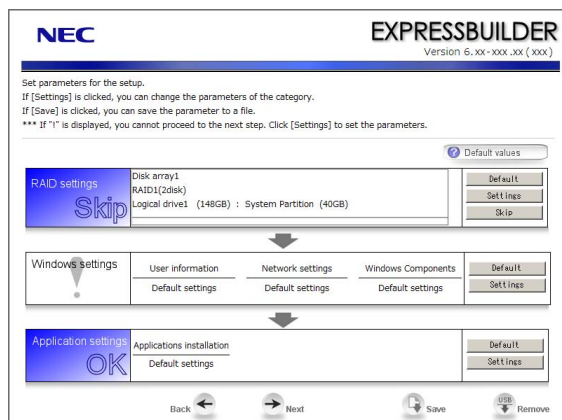 NEC
EXPRESSBUILDER
Version 6.xx-xxx.xx (xxx)
Set parameters for the setup.
If [Settings] is clicked, you can change the parameters of the category.
If [Save] is clicked, you can save the parameter to a file.
*** If "!" is displayed, you cannot proceed to the next step. Click [Settings] to set the parameters.
? Default values
RAID settings
Skip
Disk array1
RAID1(2disk)
Logical drive1 (148GB) : System Partition (40GB)
Default
Settings
Skip
Windows settings
!
User information
Network settings
Windows Components
Default settings
Default settings
Default settings
Default
Settings
Application settings
OK
Applications installation
Default settings
Default
Settings
Back
Next
Save
USB
Remove